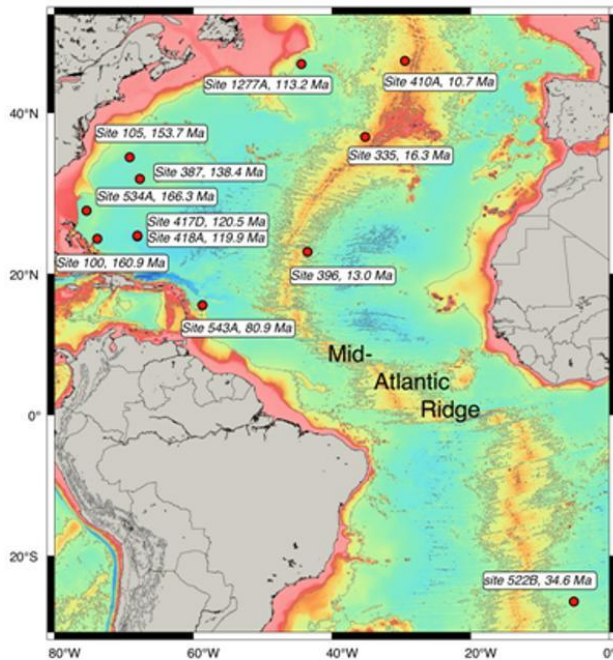 Site 1277A, 113.2 Ma
Site 410A, 10.7 Ma
40°N
Site 105, 153.7 Ma
Site 335, 16.3 Ma
Site 387, 138.4 Ma
Site 534A, 166.3 Ma
Site 417D, 120.5 Ma
Site 418A, 119.9 Ma
Site 100, 160.9 Ma
20°N
Site 396, 13.0 Ma
Site 543A, 80.9 Ma
Mid-
Atlantic
Ridge
0°
20°S
site 522B, 34.6 Ma
80°W 60°W 40°W 20°W 0°